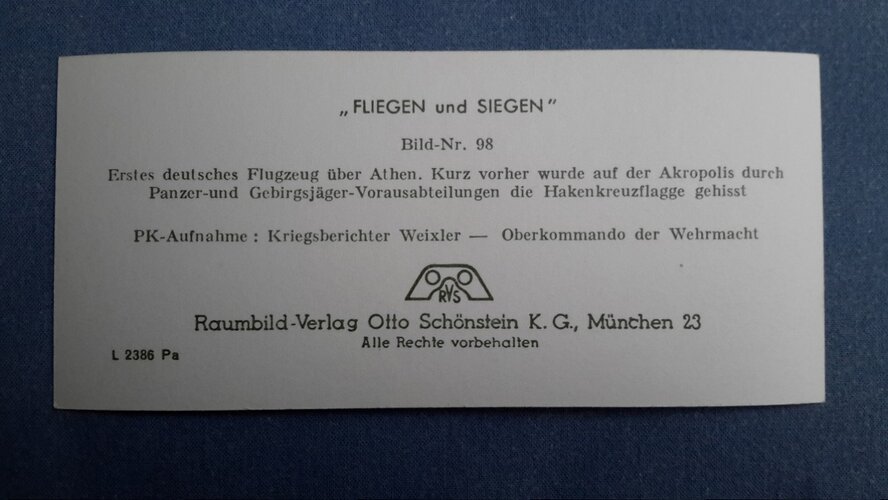 „FLIEGEN und SIEGEN"
Bild-Nr. 98
Erstes deutsches Flugzeug über Athen. Kurz vorher wurde auf der Akropolis durch
Panzer-und Gebirgsjäger-Vorausabteilungen die Hakenkreuzflagge gehisst
PK-Aufnahme : Kriegsberichter Weixler — Oberkommando der Wehrmacht
RVS
Raumbild-Verlag Otto Schönstein K. G., München 23
Alle Rechte vorbehalten
L 2386 Pa